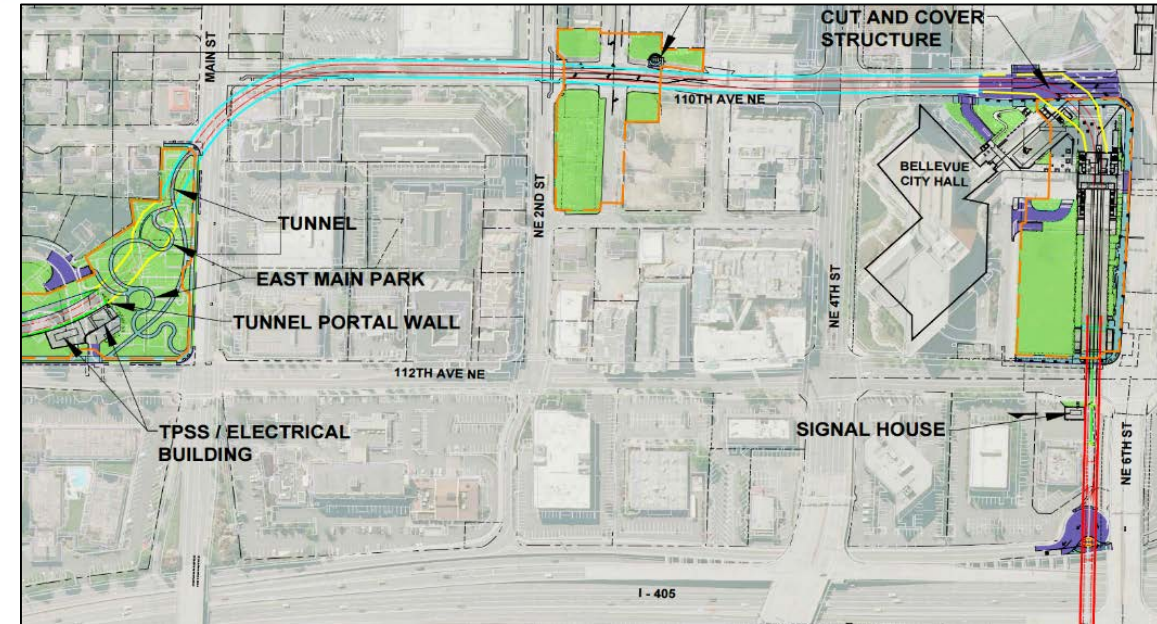 CUT AND COVER
STRUCTURE
MAIN ST
110TH AVE NE
BELLEVUE
CITY HALL
TUNNEL
NE 2ND ST
EAST MAIN PARK
NE 4TH ST
TUNNEL PORTAL WALL
112TH AVE NE
TPSS / ELECTRICAL
BUILDING
SIGNAL HOUSE
NE 6TH ST
I - 405